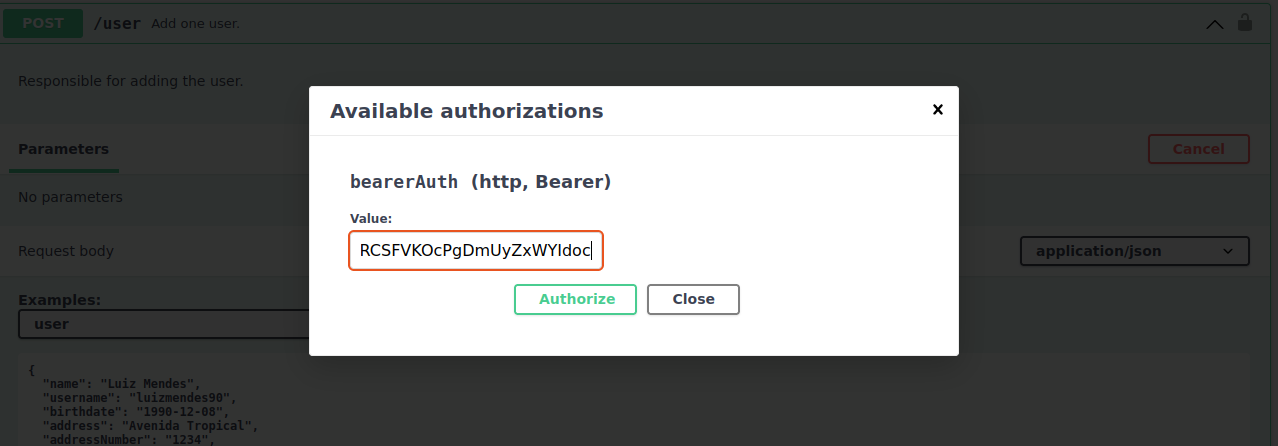 POST /user Add one user.
Responsible for adding the user.
Available authorizations x
Parameters
Cancel
bearerAuth (http, Bearer)
No parameters
Value:
RCSFVKOcPgDmUyZxWYIdoc
Request body
application/json
Authorize Close
Examples:
user
{
"name": "Luiz Mendes",
"username": "luizmendes90",
"birthdate": "1990-12-08",
"address": "Avenida Tropical",
"addressNumber": "1234",